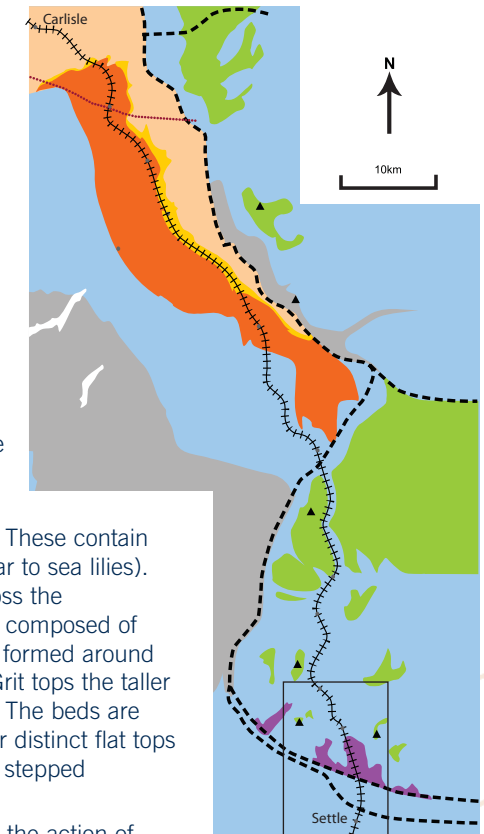 Carlisle
N
10km
e
These contain
ar to sea lilies).
oss the
composed of
formed around
Grit tops the taller
The beds are
r distinct flat tops
stepped
the action of
Settle